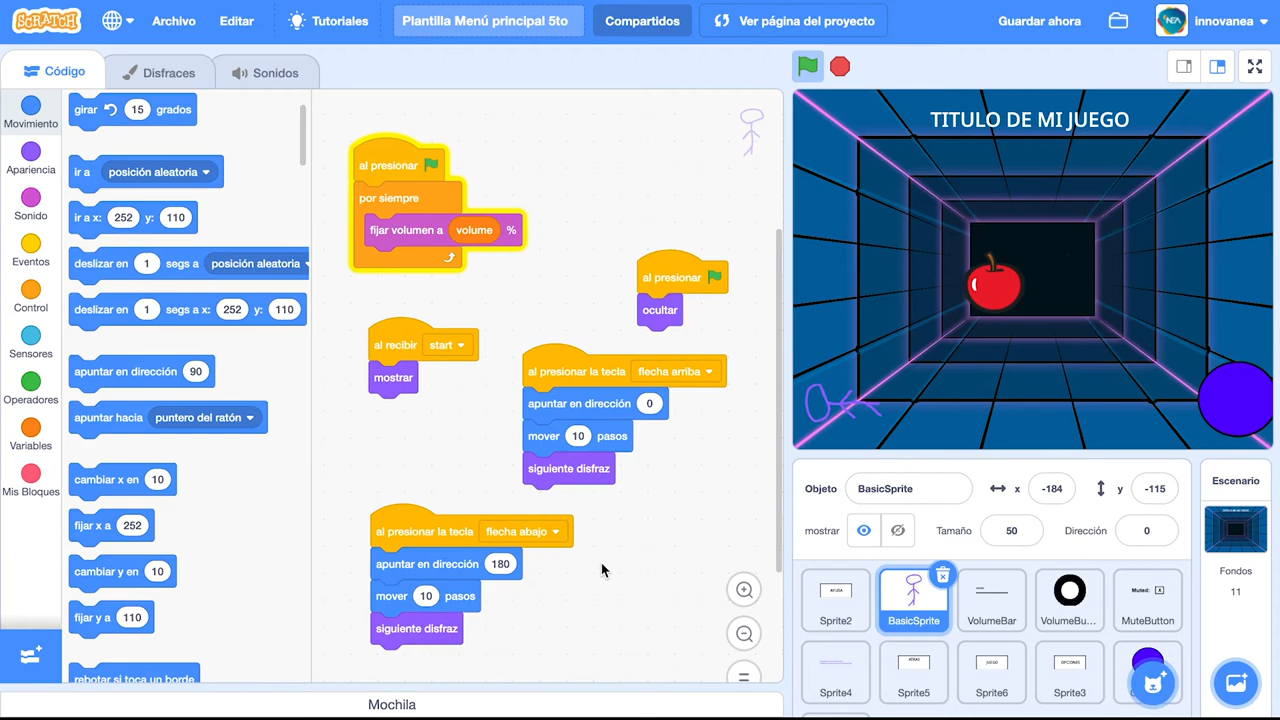 SCRATCH
Archivo
Editar
Tutoriales
Plantilla Menú principal 5to
Compartidos
Ver página del proyecto
Guardar ahora
innovanea
Código
Disfraces
Sonidos
Movimiento
Apariencia
Sonido
Eventos
Control
Sensores
Operadores
Variables
Mis Bloques
girar 15 grados
ir a posición aleatoria
ir a x: 252 y: 110
deslizar en 1 segs a posición aleatoria
deslizar en 1 segs a x: 252 y: 110
apuntar en dirección 90
apuntar hacia puntero del ratón
cambiar x en 10
fijar x a 252
cambiar y en 10
fijar y a 110
rebotar si toca un borde
al presionar
por siempre
fijar volumen a volume %
al presionar
ocultar
al recibir start
mostrar
al presionar la tecla flecha arriba
apuntar en dirección 0
mover 10 pasos
siguiente disfraz
al presionar la tecla flecha abajo
apuntar en dirección 180
mover 10 pasos
siguiente disfraz
Mochila
TITULO DE MI JUEGO
Objeto BasicSprite x -184 y -115
mostrar Tamaño 50 Dirección 0
AYUDA
Sprite2
BasicSprite
VolumeBar
VolumeBu...
Muted: X
MuteButton
Sprite4
ATRAS
Sprite5
JUEGO
Sprite6
OPCIONES
Sprite3
Escenario
Fondos
11